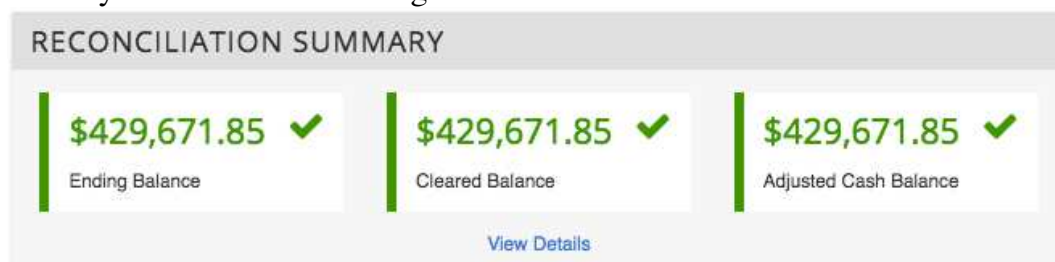 RECONCILIATION SUMMARY
$429,671.85 $429,671.85 $429,671.85
Ending Balance Cleared Balance Adjusted Cash Balance
View Details